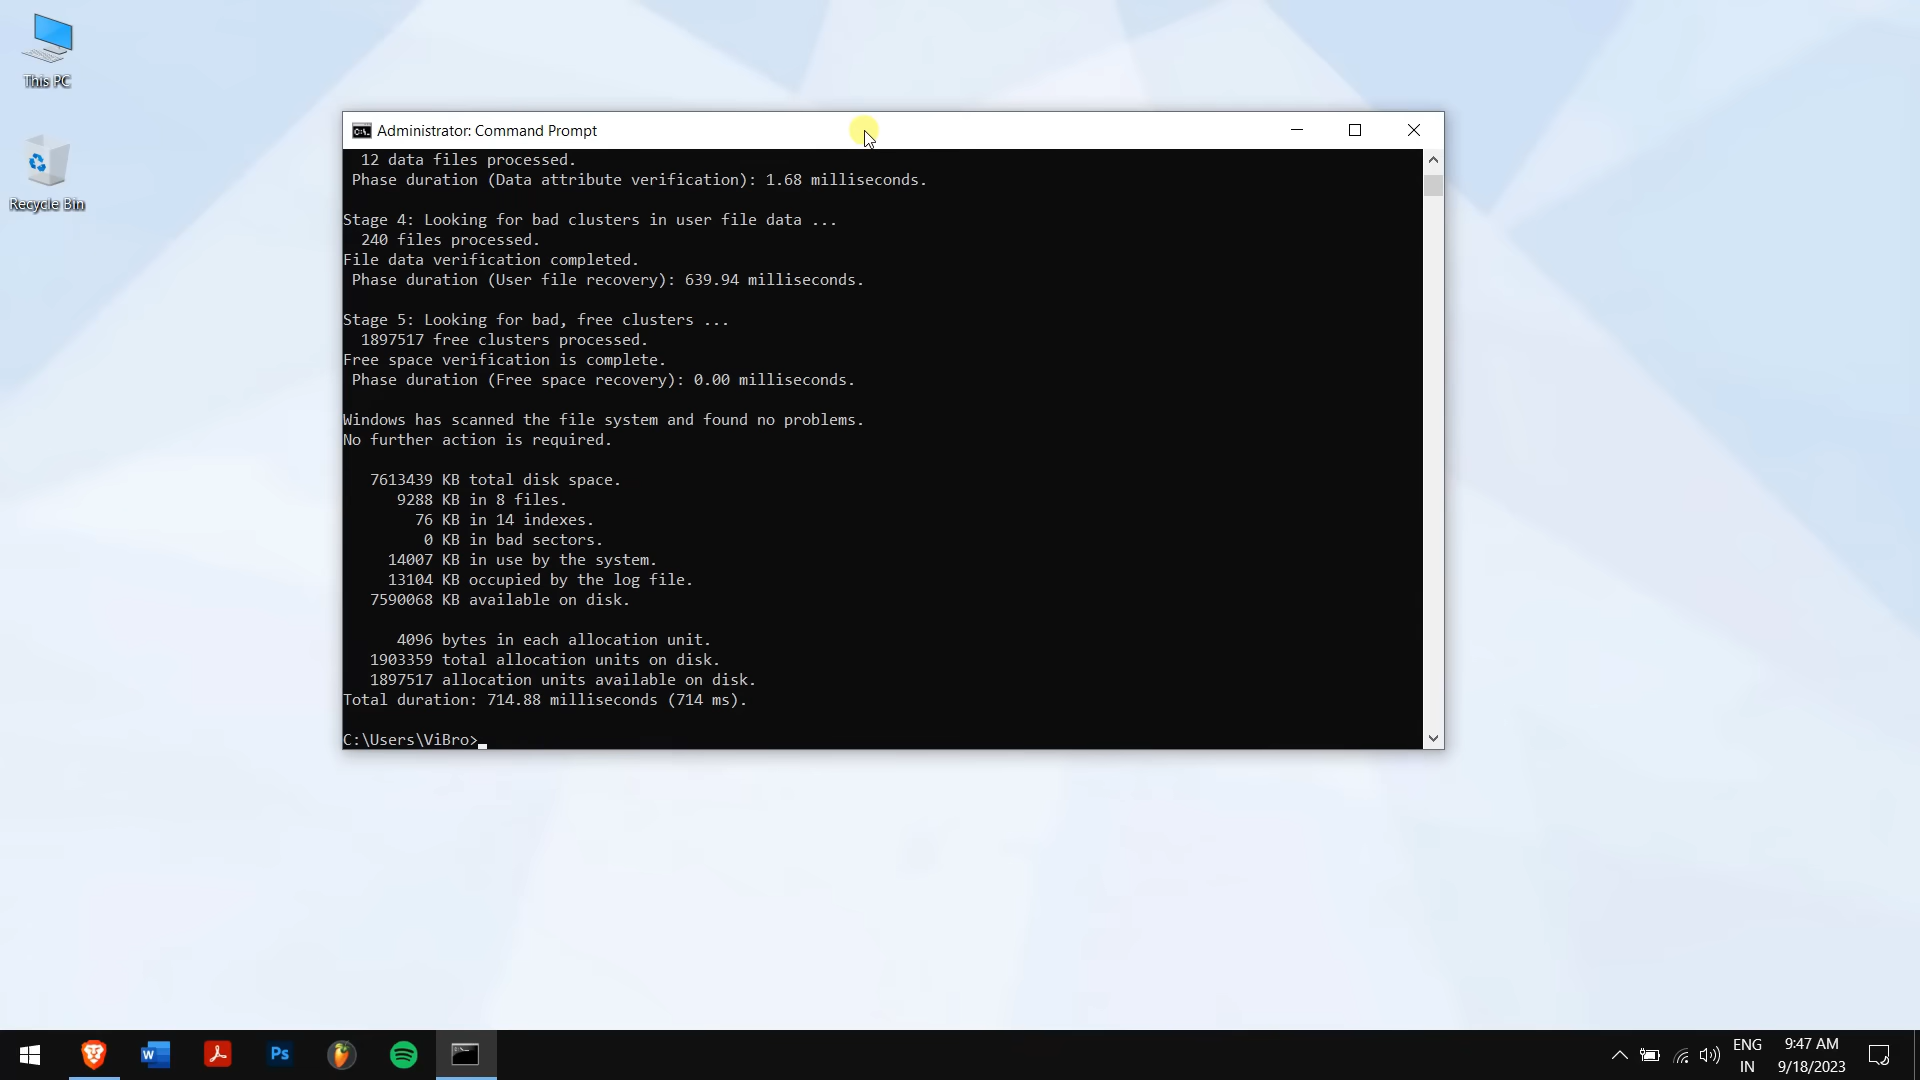 This PC
Recycle Bin
Administrator: Command Prompt
12 data files processed.
Phase duration (Data attribute verification): 1.68 milliseconds.
Stage 4: Looking for bad clusters in user file data ...
240 files processed.
File data verification completed.
Phase duration (User file recovery): 639.94 milliseconds.
Stage 5: Looking for bad, free clusters ...
1897517 free clusters processed.
Free space verification is complete.
Phase duration (Free space recovery): 0.00 milliseconds.
Windows has scanned the file system and found no problems.
No further action is required.
7613439 KB total disk space.
9288 KB in 8 files.
76 KB in 14 indexes.
0 KB in bad sectors.
14007 KB in use by the system.
13104 KB occupied by the log file.
7590068 KB available on disk.
4096 bytes in each allocation unit.
1903359 total allocation units on disk.
1897517 allocation units available on disk.
Total duration: 714.88 milliseconds (714 ms).
C:\Users\ViBro>
W
Ps
ENG
IN
9:47 AM
9/18/2023